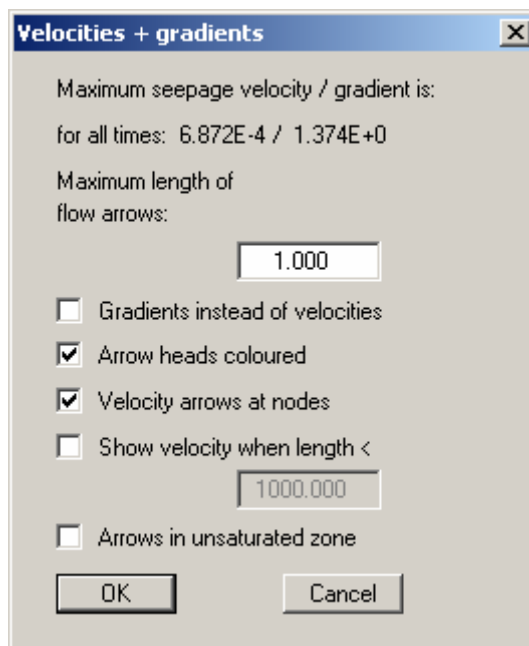 Velocities + gradients
Maximum seepage velocity / gradient is:
for all times: 6.872E-4 / 1.374E+0
Maximum length of
flow arrows:
1.000
Gradients instead of velocities
Arrow heads coloured
Velocity arrows at nodes
Show velocity when length <
1000.000
Arrows in unsaturated zone
OK Cancel